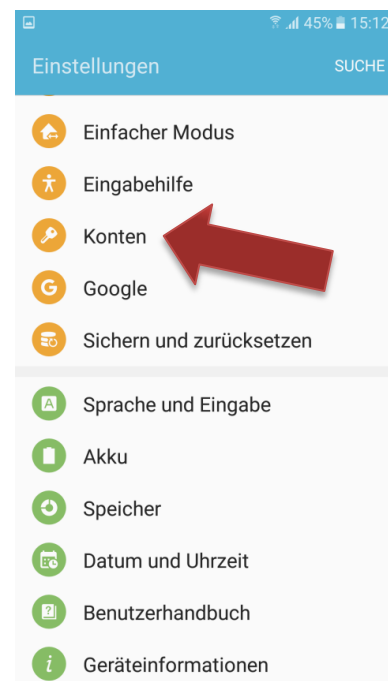 45% 15:12
Einstellungen SUCHE
Einfacher Modus
Eingabehilfe
Konten
G Google
Sichern und zurücksetzen
A Sprache und Eingabe
Akku
Speicher
Datum und Uhrzeit
? Benutzerhandbuch
i Geräteinformationen